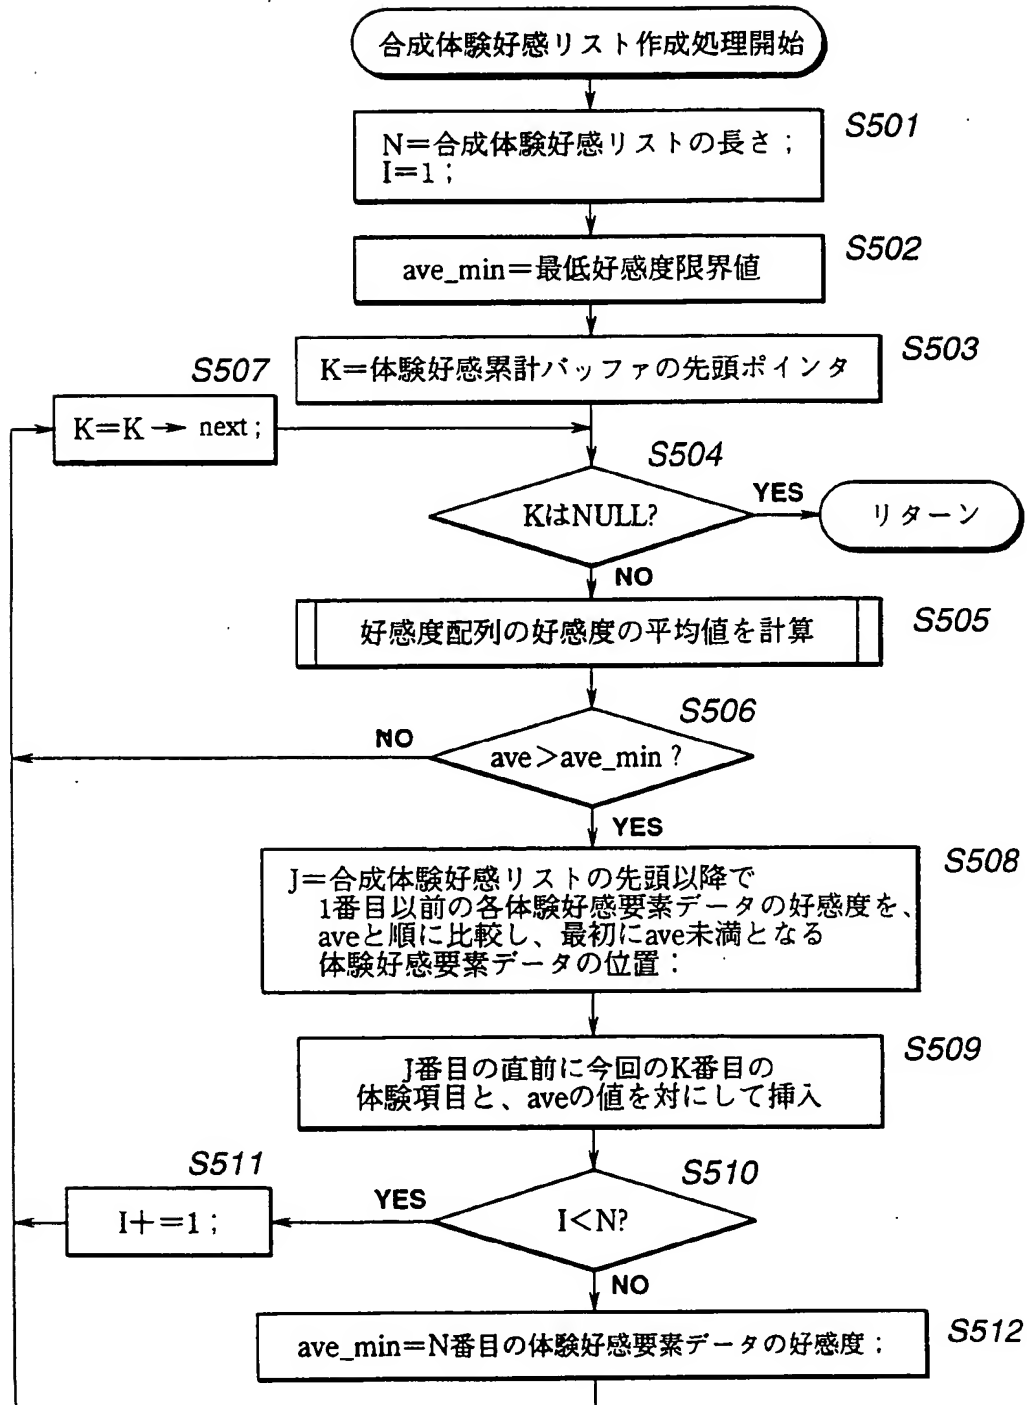 合成体験好感リスト作成処理開始
S501
N=合成体験好感リストの長さ;
I=1;
S502
ave_min=最低好感度限界値
S503
K=体験好感累計バッファの先頭ポインタ
S507
K=K → next;
S504
KはNULL?
YES
リターン
NO
S505
好感度配列の好感度の平均値を計算
S506
NO
ave>ave_min ?
YES
S508
J=合成体験好感リストの先頭以降で
1番目以前の各体験好感要素データの好感度を、
aveと順に比較し、最初にave未満となる
体験好感要素データの位置:
S509
J番目の直前に今回のK番目の
体験項目と、aveの値を対にして挿入
S511
S510
YES
I+=1;
I<N?
NO
S512
ave_min=N番目の体験好感要素データの好感度;